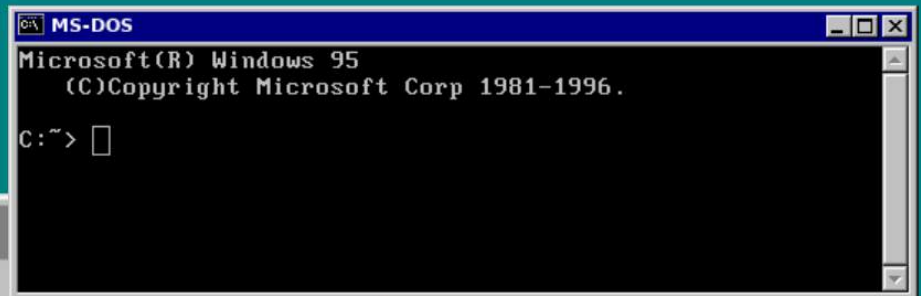 MS-DOS
Microsoft(R) Windows 95
(C)Copyright Microsoft Corp 1981-1996.
C:~>